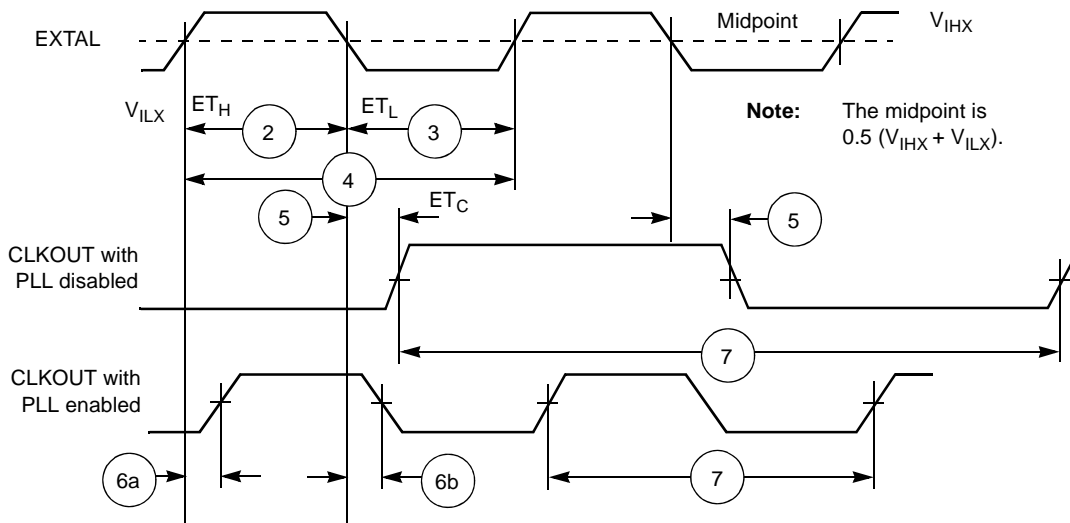 EXTAL
Midpoint
V_IHX
V_ILX
ET_H
2
ET_L
3
Note: The midpoint is
0.5 (V_IHX + V_ILX).
4
ET_C
5
5
CLKOUT with
PLL disabled
7
CLKOUT with
PLL enabled
6a
6b
7